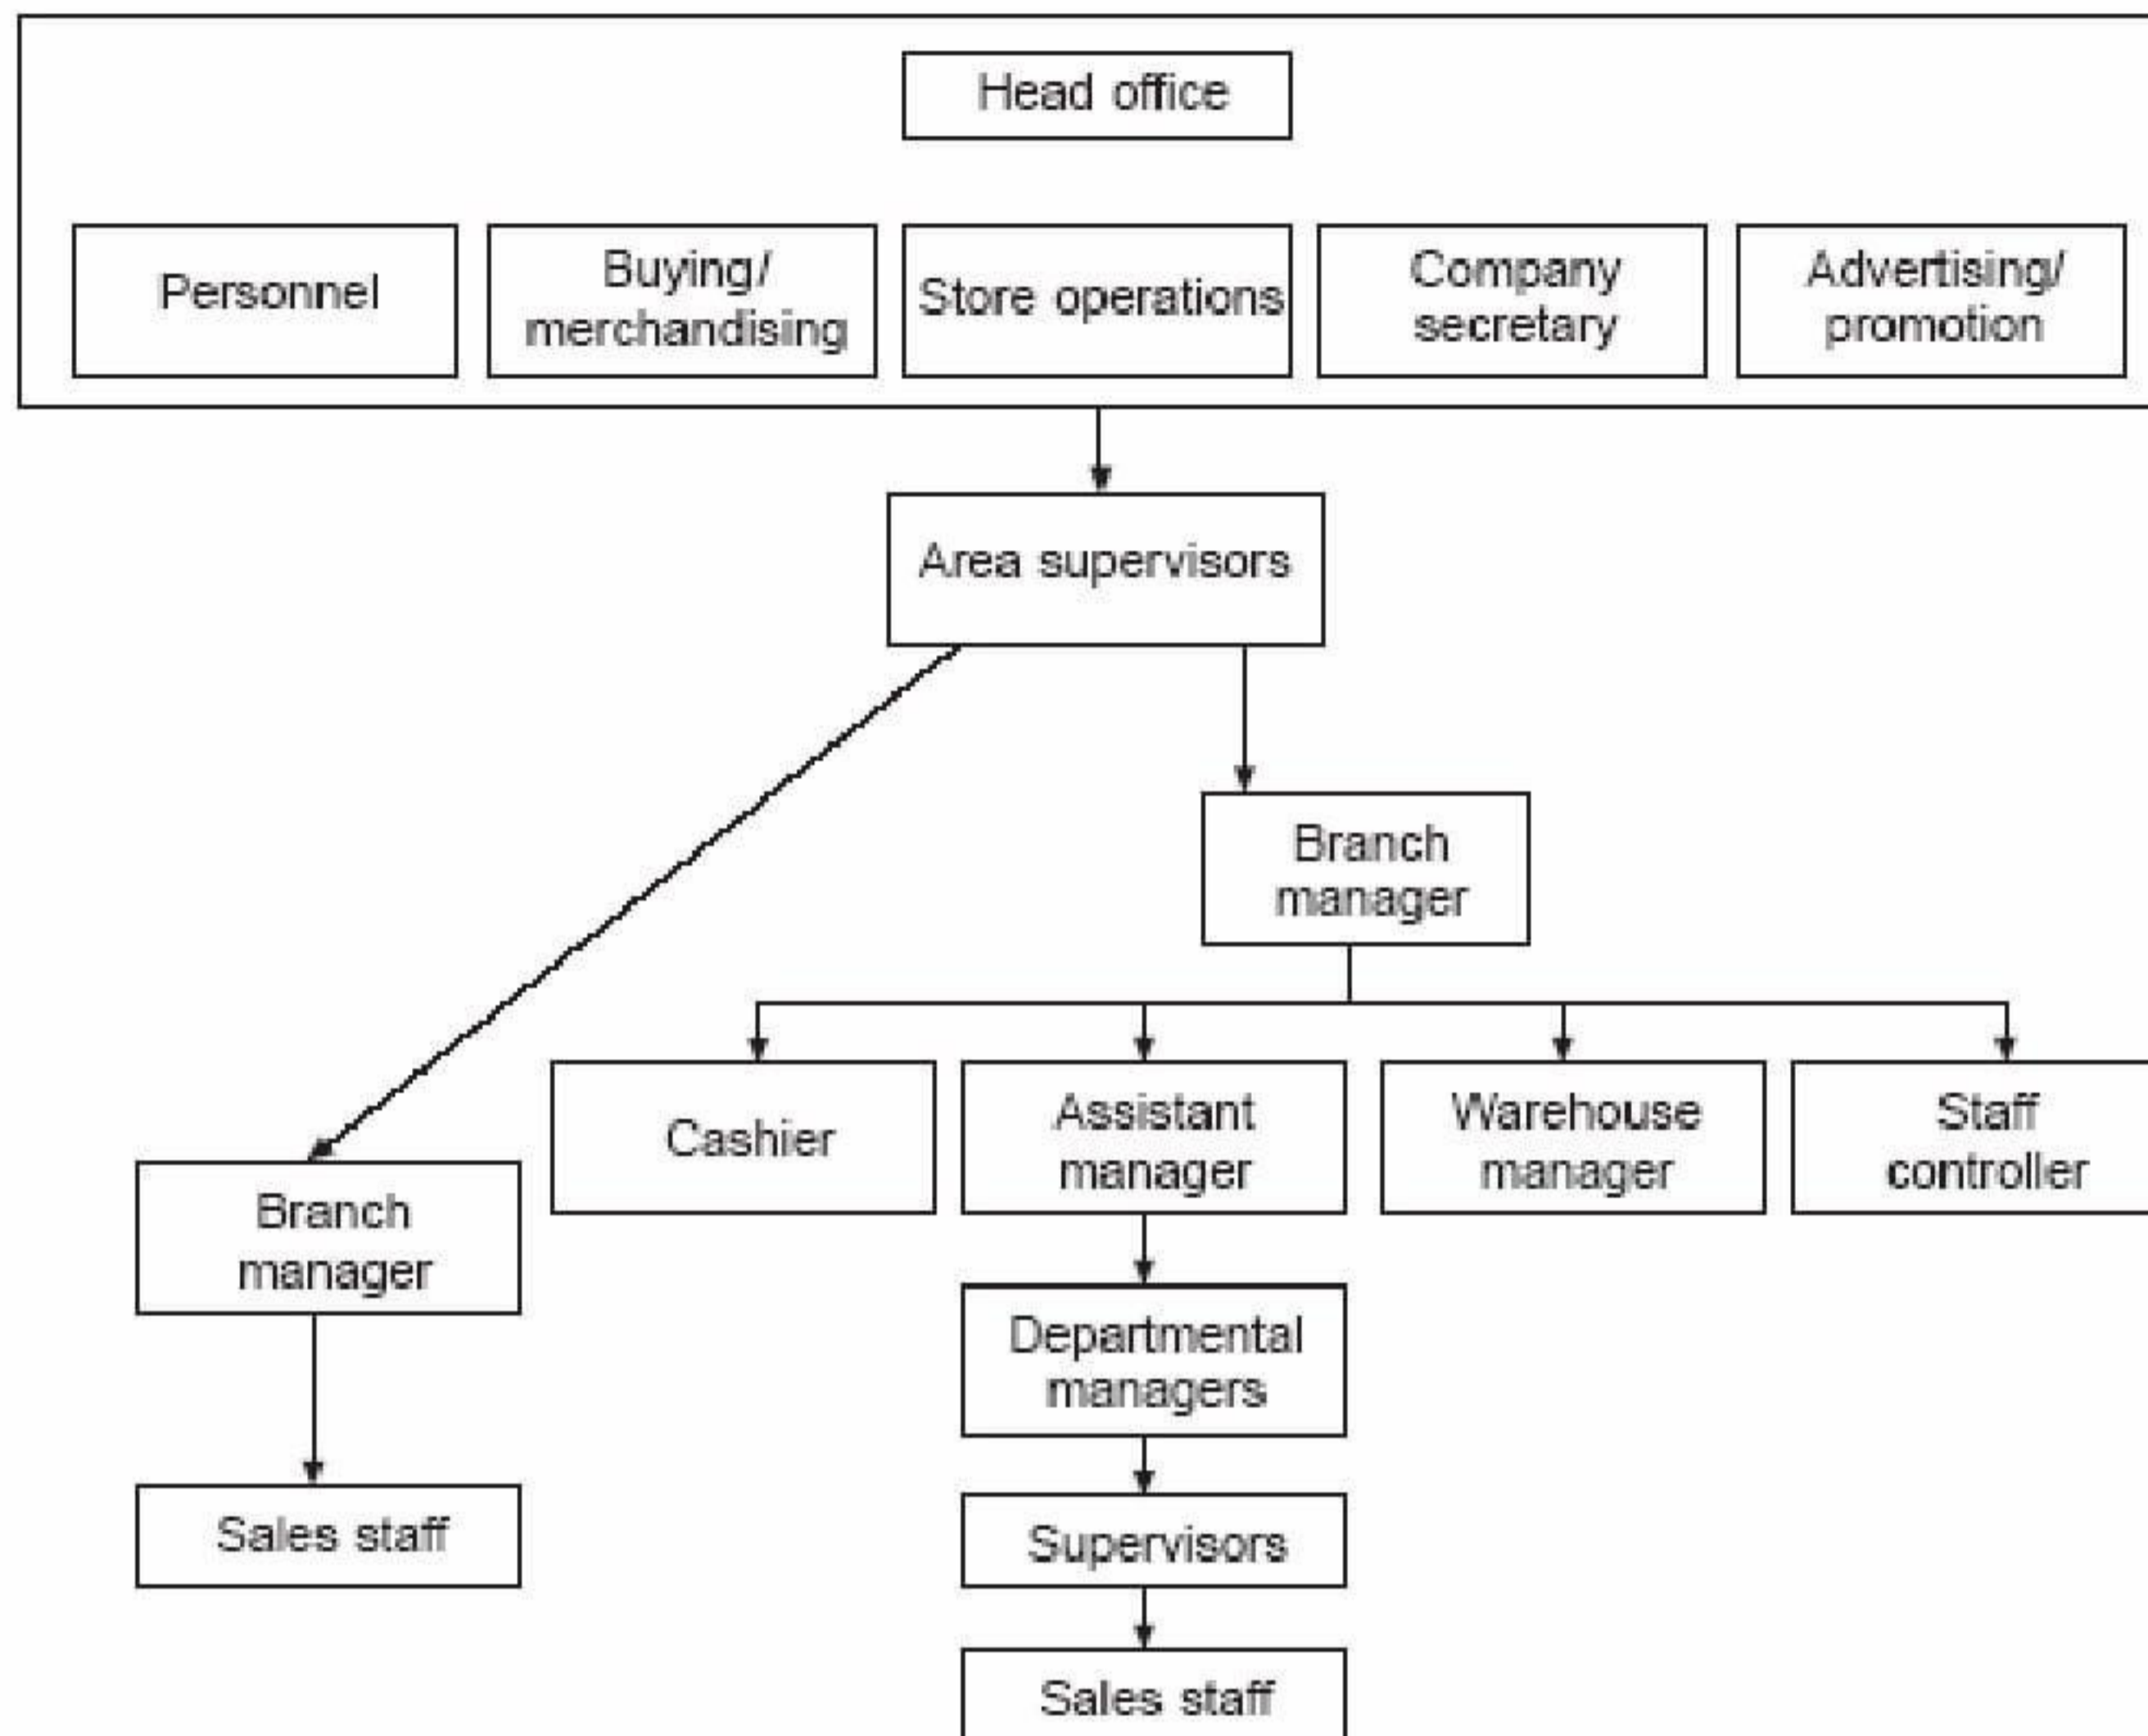 Head office
Personnel
Buying/
merchandising
Store operations
Company
secretary
Advertising/
promotion
Area supervisors
Branch
manager
Cashier
Assistant
manager
Warehouse
manager
Staff
controller
Branch
manager
Departmental
managers
Sales staff
Supervisors
Sales staff